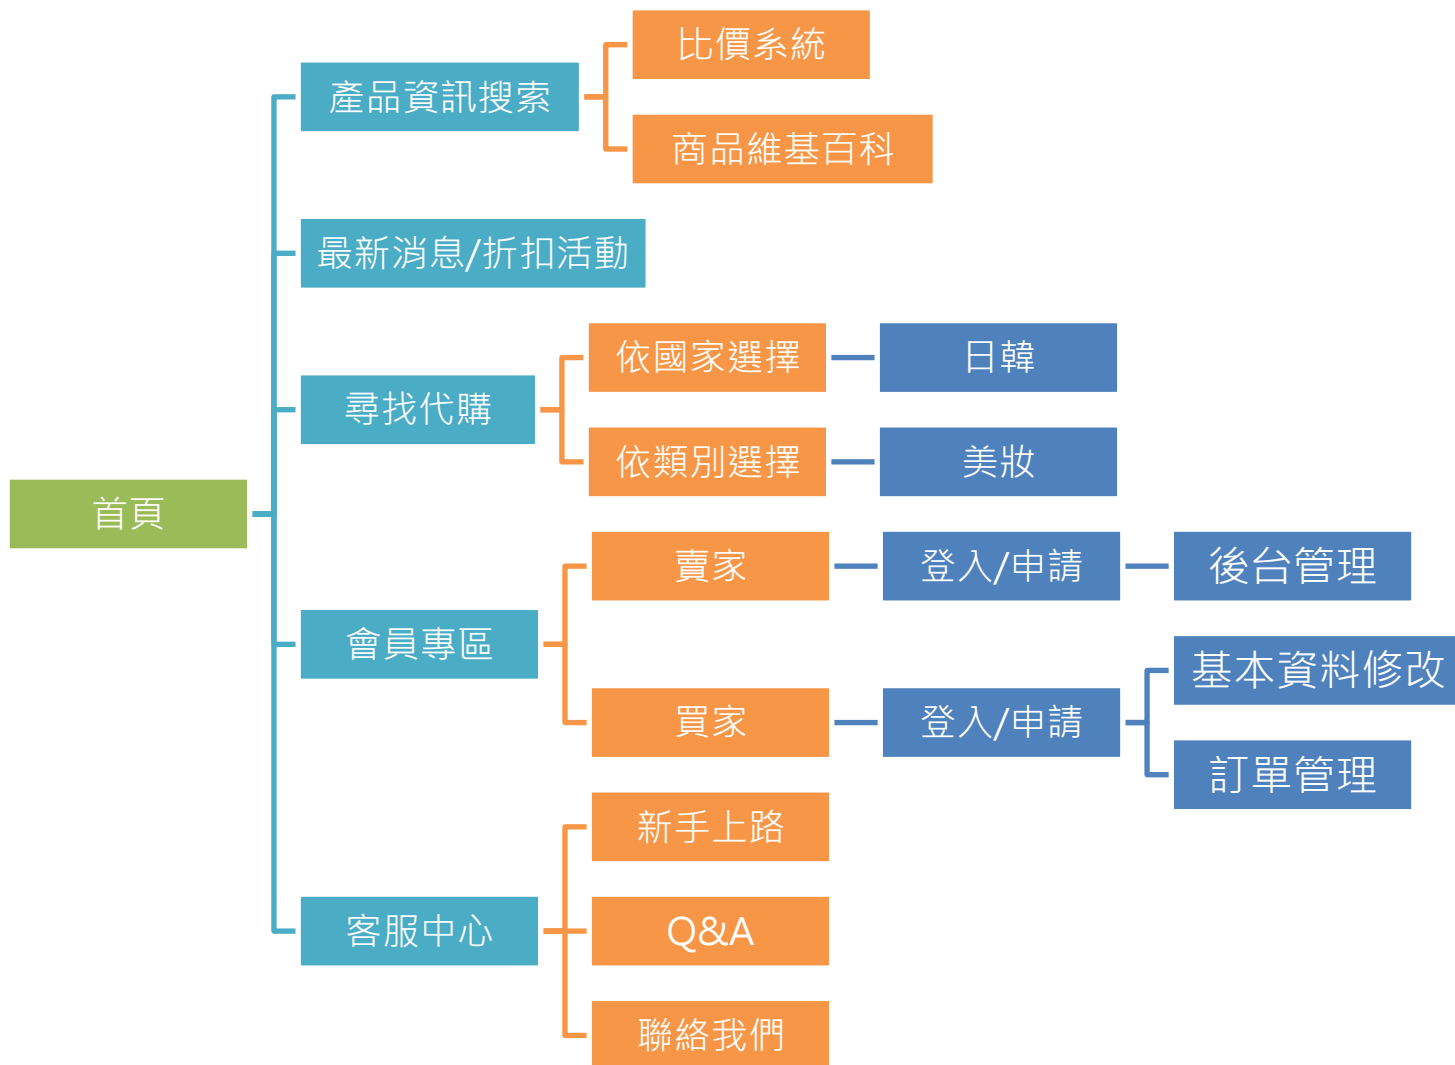 首頁
產品資訊搜索
比價系統
商品維基百科
最新消息/折扣活動
尋找代購
依國家選擇
日韓
依類別選擇
美妝
會員專區
賣家
登入/申請
後台管理
買家
登入/申請
基本資料修改
訂單管理
客服中心
新手上路
Q&A
聯絡我們